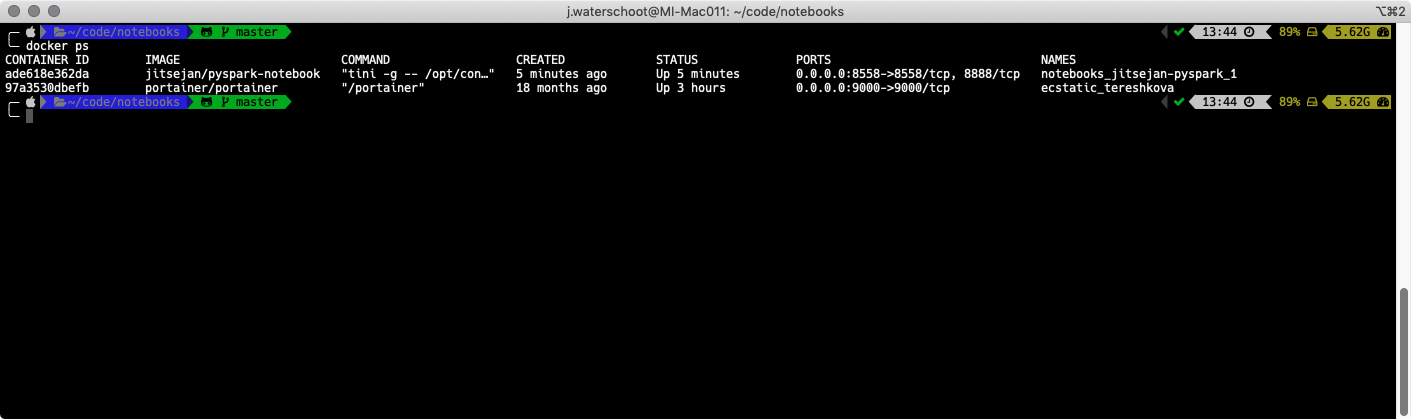 j.waterschoot@MI-Mac011: ~/code/notebooks ⌥⌘2
~/code/notebooks master ✔ 13:44 89% 5.62G
docker ps
CONTAINER ID IMAGE COMMAND CREATED STATUS PORTS NAMES
ade618e362da jitsejan/pyspark-notebook "tini -g -- /opt/con…" 5 minutes ago Up 5 minutes 0.0.0.0:8558->8558/tcp, 8888/tcp notebooks_jitsejan-pyspark_1
97a3530dbefb portainer/portainer "/portainer" 18 months ago Up 3 hours 0.0.0.0:9000->9000/tcp ecstatic_tereshkova
~/code/notebooks master ✔ 13:44 89% 5.62G